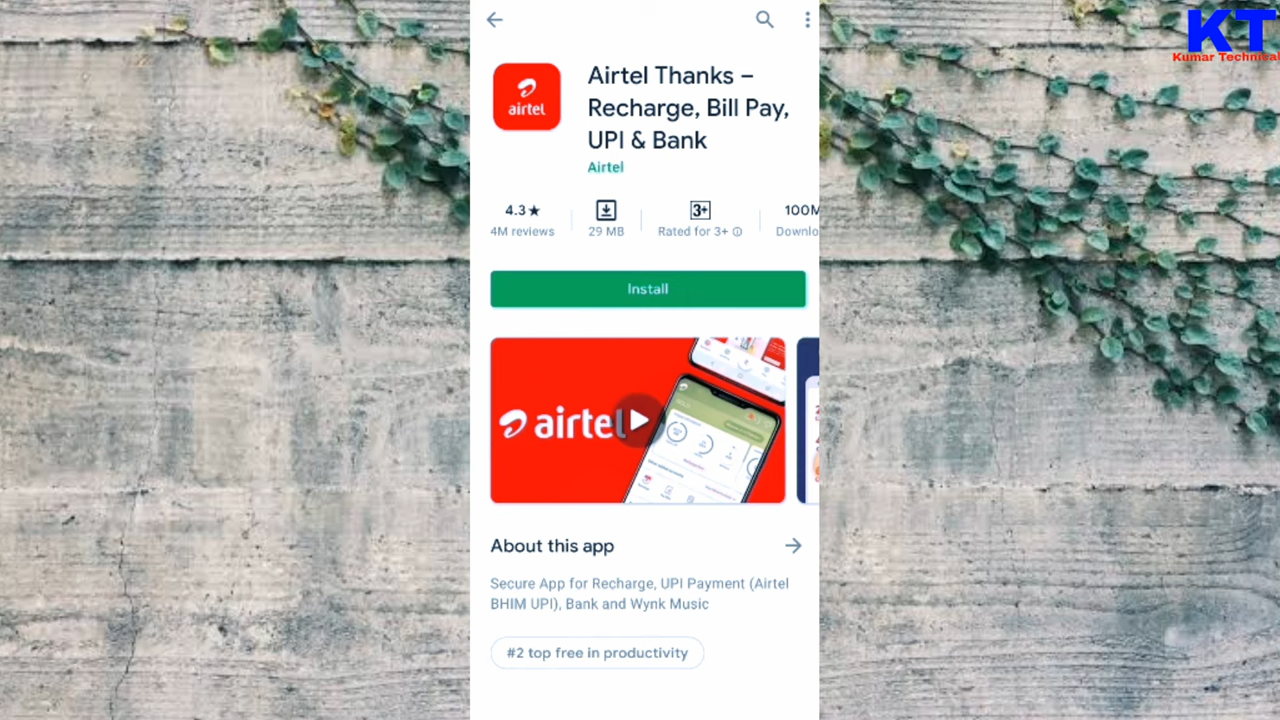 KT
Kumar Technical
airtel
Airtel Thanks –
Recharge, Bill Pay,
UPI & Bank
Airtel
4.3★
4M reviews
29 MB
3+
Rated for 3+
100M
Downlo
Install
airtel
About this app
Secure App for Recharge, UPI Payment (Airtel
BHIM UPI), Bank and Wynk Music
#2 top free in productivity